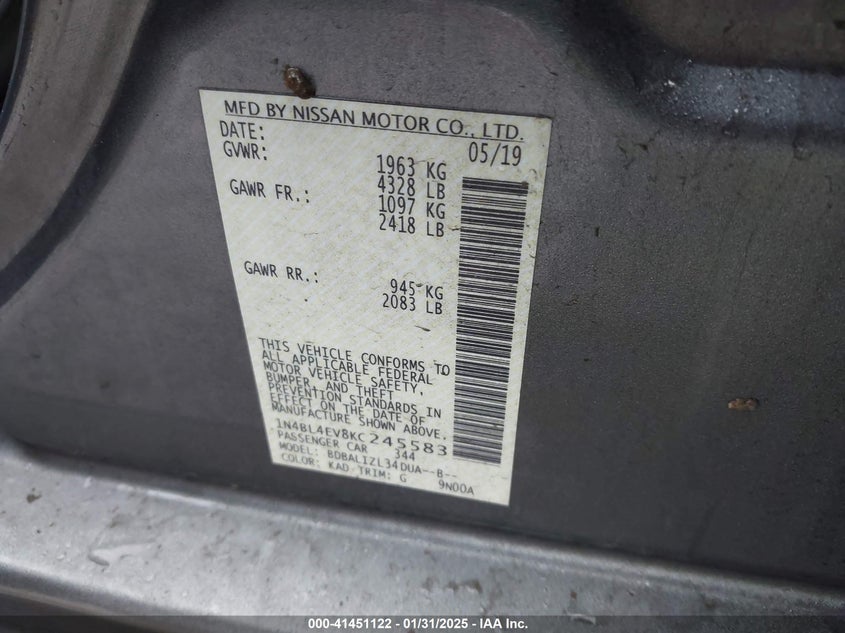 MFD BY NISSAN MOTOR CO., LTD.
DATE: 05/19
GVWR: 1963 KG
4328 LB
GAWR FR.: 1097 KG
2418 LB
GAWR RR.: 945 KG
2083 LB
THIS VEHICLE CONFORMS TO
ALL APPLICABLE FEDERAL
MOTOR VEHICLE SAFETY,
BUMPER, AND THEFT
PREVENTION STANDARDS IN
EFFECT ON THE DATE OF
MANUFACTURE SHOWN ABOVE.
1N4BL4EV8KC245583
PASSENGER CAR 344
MODEL: BDBALIZL34DUA--B--
COLOR: KAD TRIM: G 9N00A
000-41451122 - 01/31/2025 - IAA Inc.